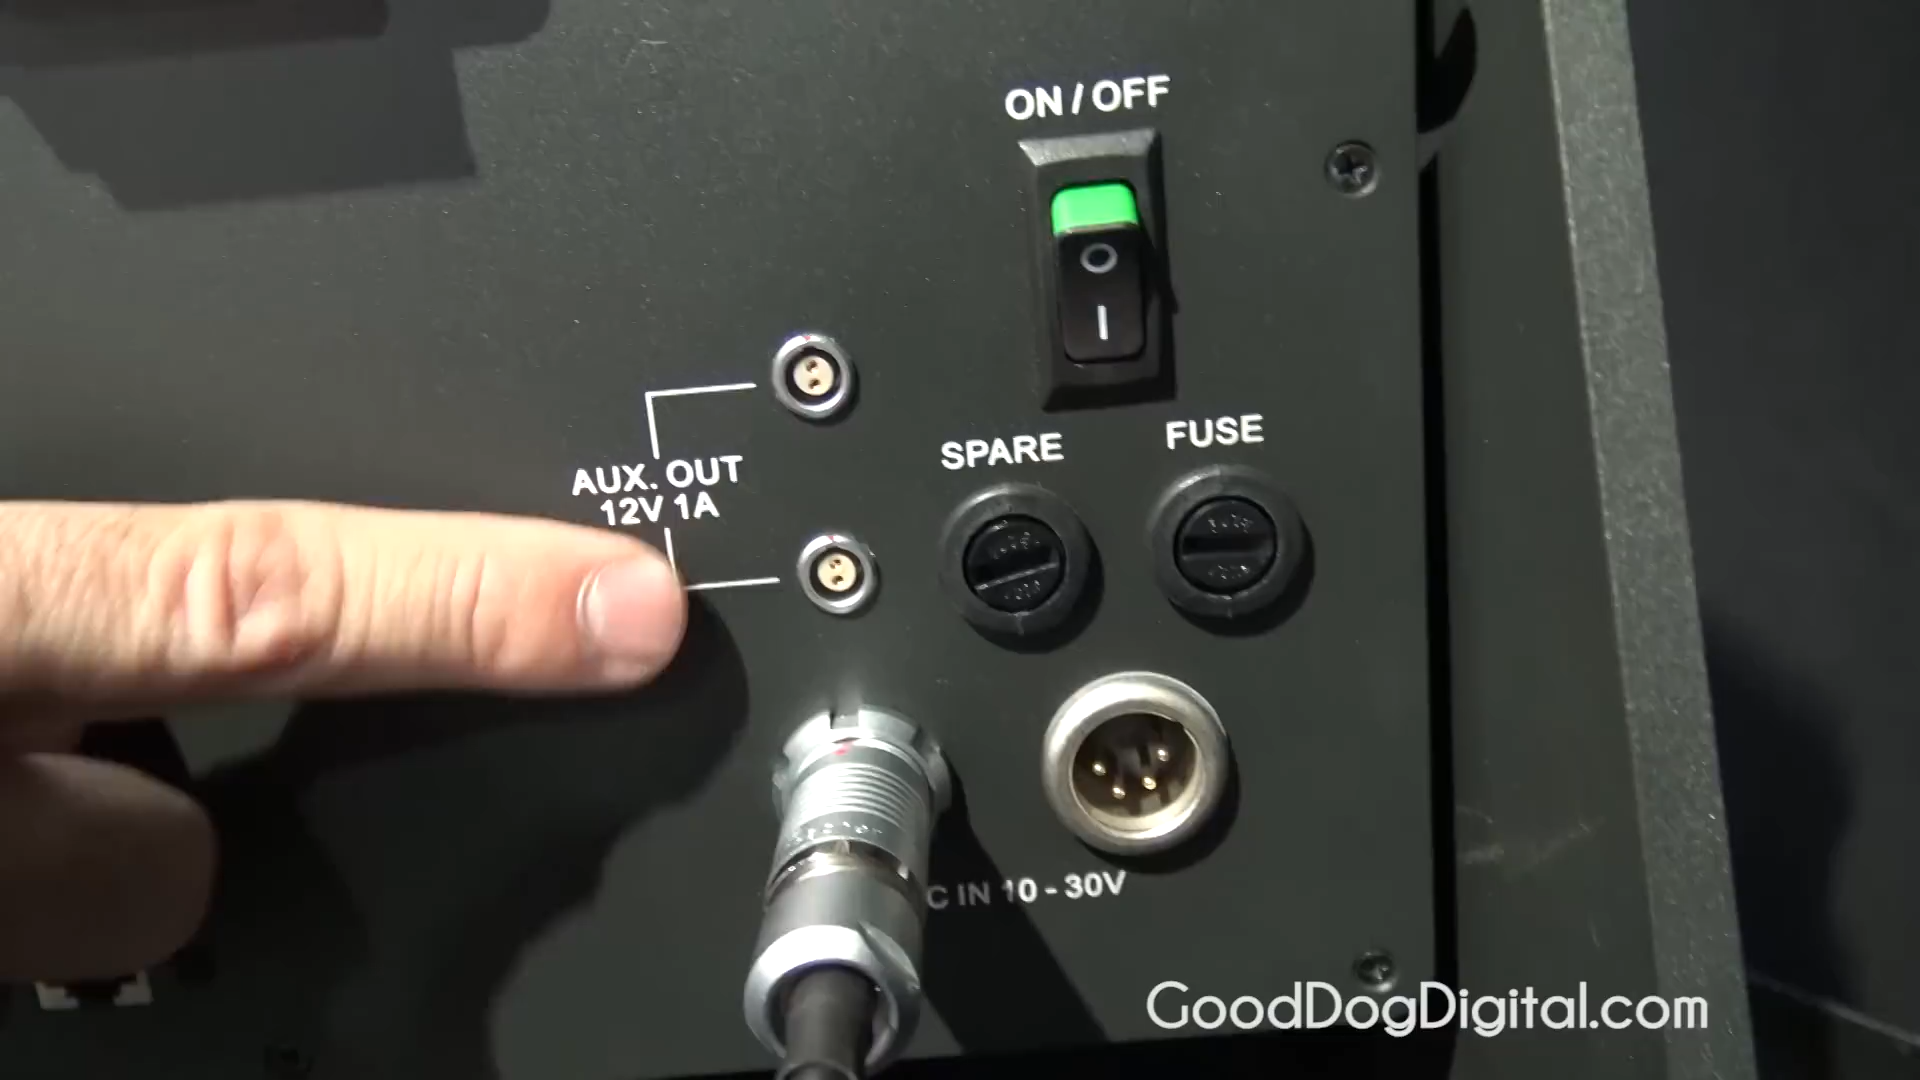 ON / OFF
SPARE
FUSE
AUX. OUT
12V 1A
C IN 10 - 30V
GoodDogDigital.com